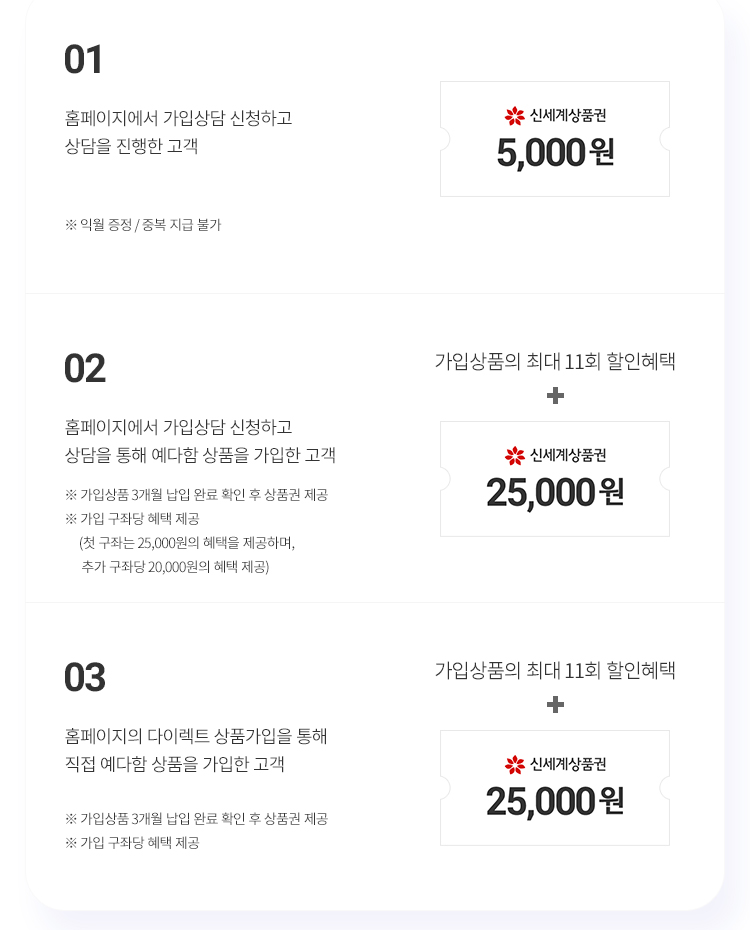 01
홈페이지에서 가입상담 신청하고
상담을 진행한 고객
※ 익월 증정 / 중복 지급 불가
신세계상품권
5,000원
02
홈페이지에서 가입상담 신청하고
상담을 통해 예다함 상품을 가입한 고객
※ 가입상품 3개월 납입 완료 확인 후 상품권 제공
※ 가입 구좌당 혜택 제공
(첫 구좌는 25,000원의 혜택을 제공하며,
추가 구좌당 20,000원의 혜택 제공)
가입상품의 최대 11회 할인혜택
+
신세계상품권
25,000원
03
홈페이지의 다이렉트 상품가입을 통해
직접 예다함 상품을 가입한 고객
※ 가입상품 3개월 납입 완료 확인 후 상품권 제공
※ 가입 구좌당 혜택 제공
가입상품의 최대 11회 할인혜택
+
신세계상품권
25,000원